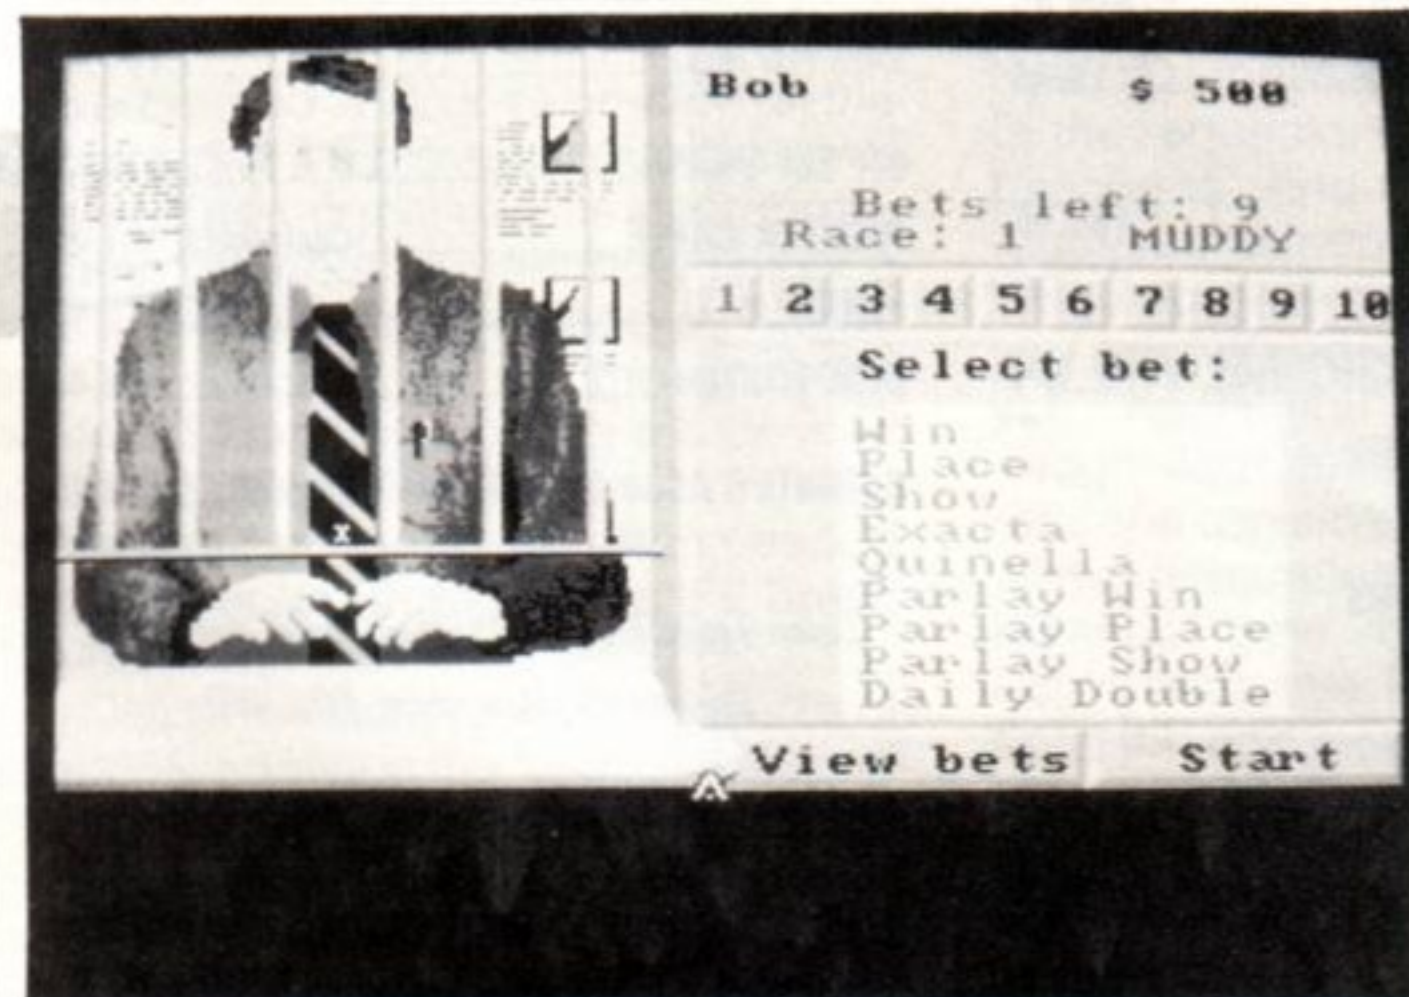 Bob $ 500
Bets left: 9
Race: 1 MUDDY
1 2 3 4 5 6 7 8 9 10
Select bet:
Win
Place
Show
Exacta
Quinella
Parlay Win
Parlay Place
Parlay Show
Daily Double
View bets Start